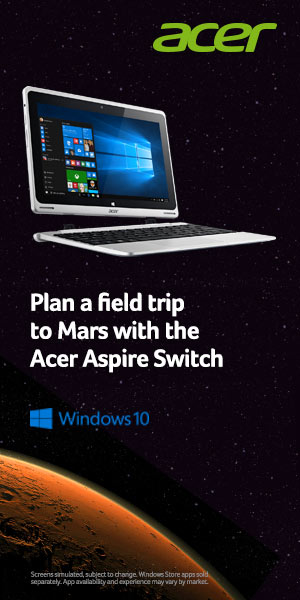 acer
acer
Plan a field trip
to Mars with the
Acer Aspire Switch
Windows 10
Screens simulated, subject to change. Windows Store apps sold
separately. App availability and experience may vary by market.